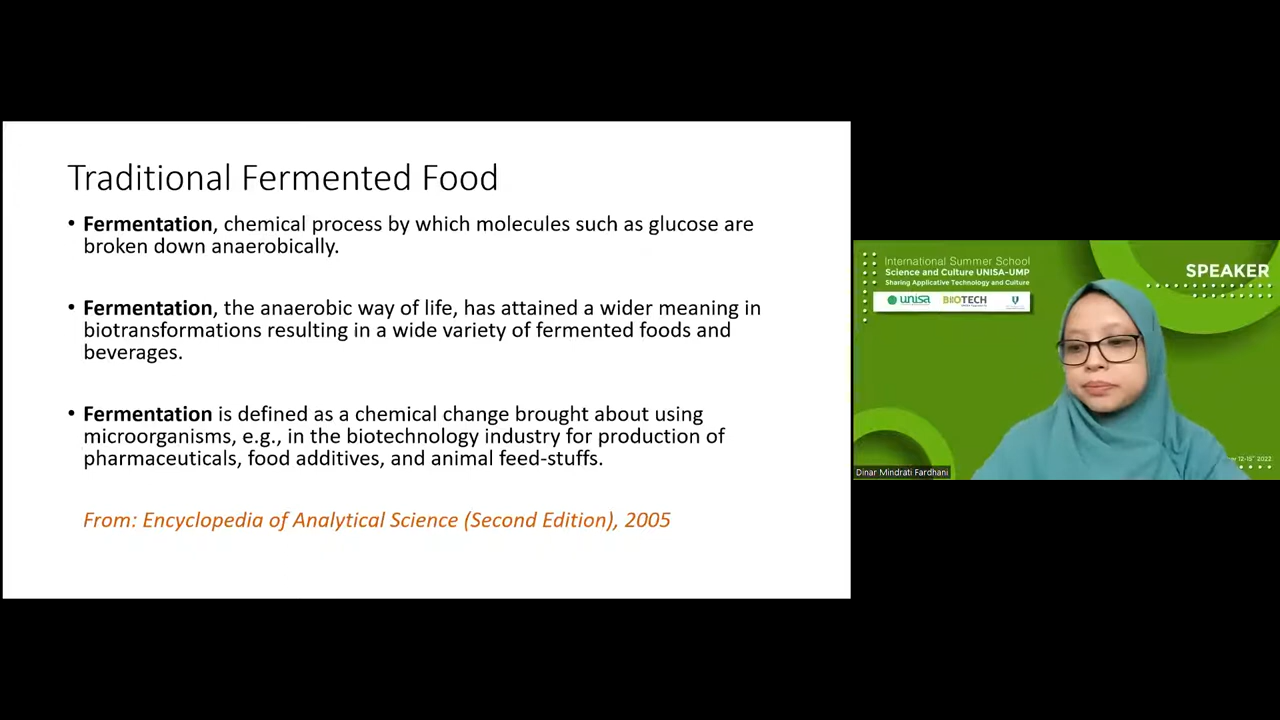 Traditional Fermented Food
• Fermentation, chemical process by which molecules such as glucose are
broken down anaerobically.
• Fermentation, the anaerobic way of life, has attained a wider meaning in
biotransformations resulting in a wide variety of fermented foods and
beverages.
• Fermentation is defined as a chemical change brought about using
microorganisms, e.g., in the biotechnology industry for production of
pharmaceuticals, food additives, and animal feed-stuffs.
From: Encyclopedia of Analytical Science (Second Edition), 2005
International Summer School
Science and Culture UNISA-UMP
Sharing Applicative Technology and Culture
unisa
BIOTECH
SPEAKER
12-15th 2022
Dinar Mindrati Fardhani